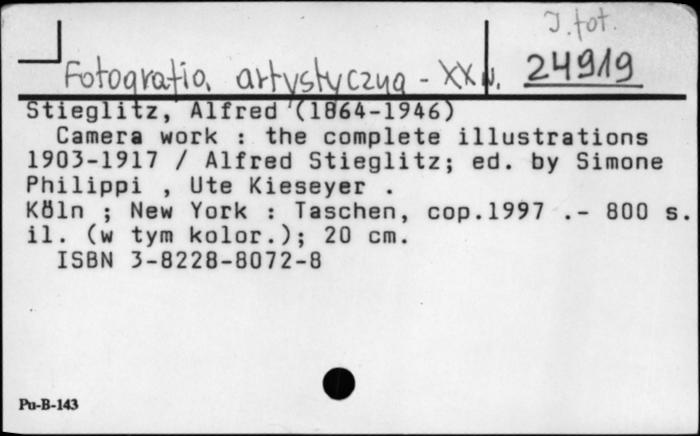 I. fot.
Fotografia artystyczna - XX w. 24919
Stieglitz, Alfred (1864-1946)
Camera work : the complete illustrations
1903-1917 / Alfred Stieglitz; ed. by Simone
Philippi , Ute Kieseyer .
Köln ; New York : Taschen, cop.1997 .- 800 s.
il. (w tym kolor.); 20 cm.
ISBN 3-8228-8072-8
Pu-B-143